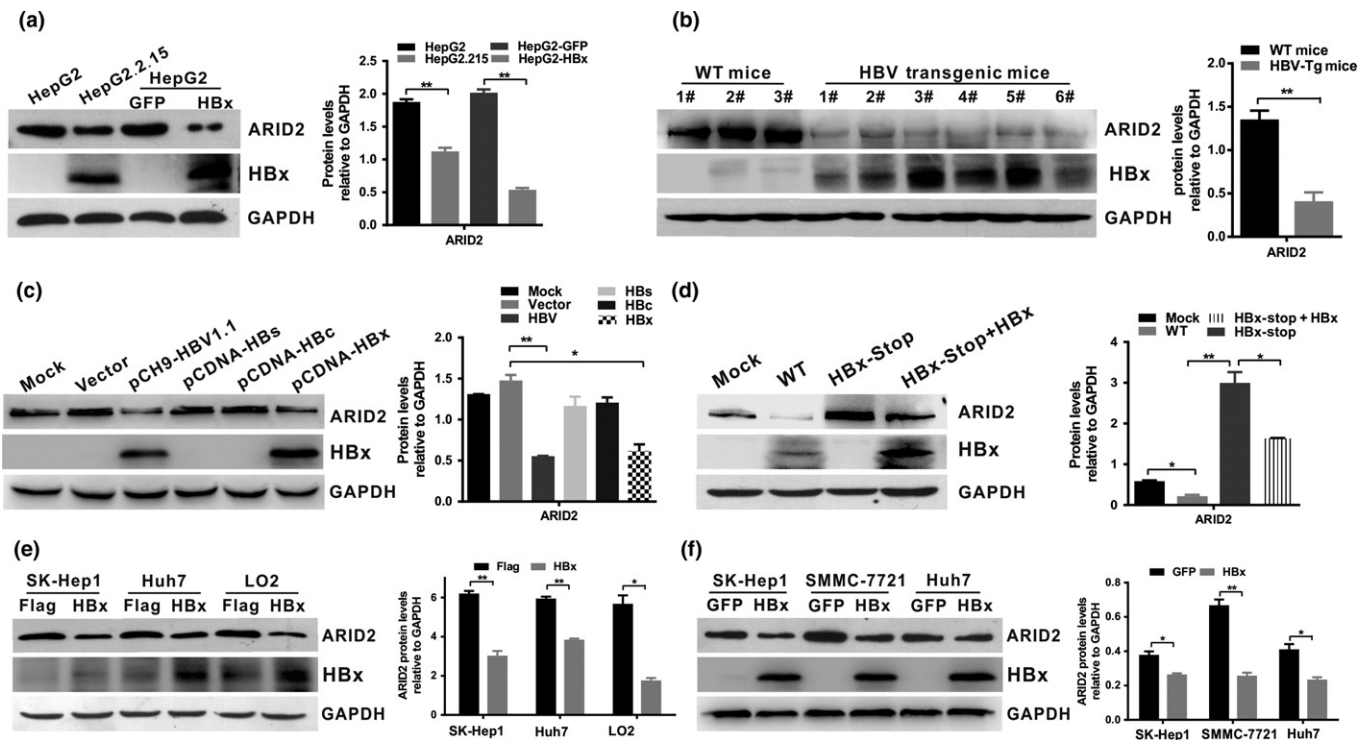 (a)
HepG2
HepG2.2.15
HepG2
GFP HBx
ARID2
HBx
GAPDH
HepG2 HepG2-GFP
HepG2.215 HepG2-HBx
Protein levels
relative to GAPDH
2.5
2.0
1.5
1.0
0.5
0.0
** **
ARID2
(b)
WT mice HBV transgenic mice
1# 2# 3# 1# 2# 3# 4# 5# 6#
ARID2
HBx
GAPDH
WT mice
HBV-Tg mice
protein levels
relative to GAPDH
2.0
1.5
1.0
0.5
0.0
**
ARID2
(c)
Mock
Vector
pCH9-HBV1.1
pCDNA-HBs
pCDNA-HBc
pCDNA-HBx
ARID2
HBx
GAPDH
Mock HBs
Vector HBc
HBV HBx
Protein levels
relative to GAPDH
2.0
1.5
1.0
0.5
0.0
**
*
ARID2
(d)
Mock
WT
HBx-Stop
HBx-Stop+HBx
ARID2
HBx
GAPDH
Mock HBx-stop + HBx
WT HBx-stop
Protein levels
relative to GAPDH
4
3
2
1
0
** *
*
ARID2
(e)
SK-Hep1 Huh7 LO2
Flag HBx Flag HBx Flag HBx
ARID2
HBx
GAPDH
Flag HBx
ARID2 protein levels
relative to GAPDH
8
6
4
2
0
** ** *
SK-Hep1 Huh7 LO2
(f)
SK-Hep1 SMMC-7721 Huh7
GFP HBx GFP HBx GFP HBx
ARID2
HBx
GAPDH
GFP HBx
ARID2 protein levels
relative to GAPDH
0.8
0.6
0.4
0.2
0.0
* ** *
SK-Hep1 SMMC-7721 Huh7